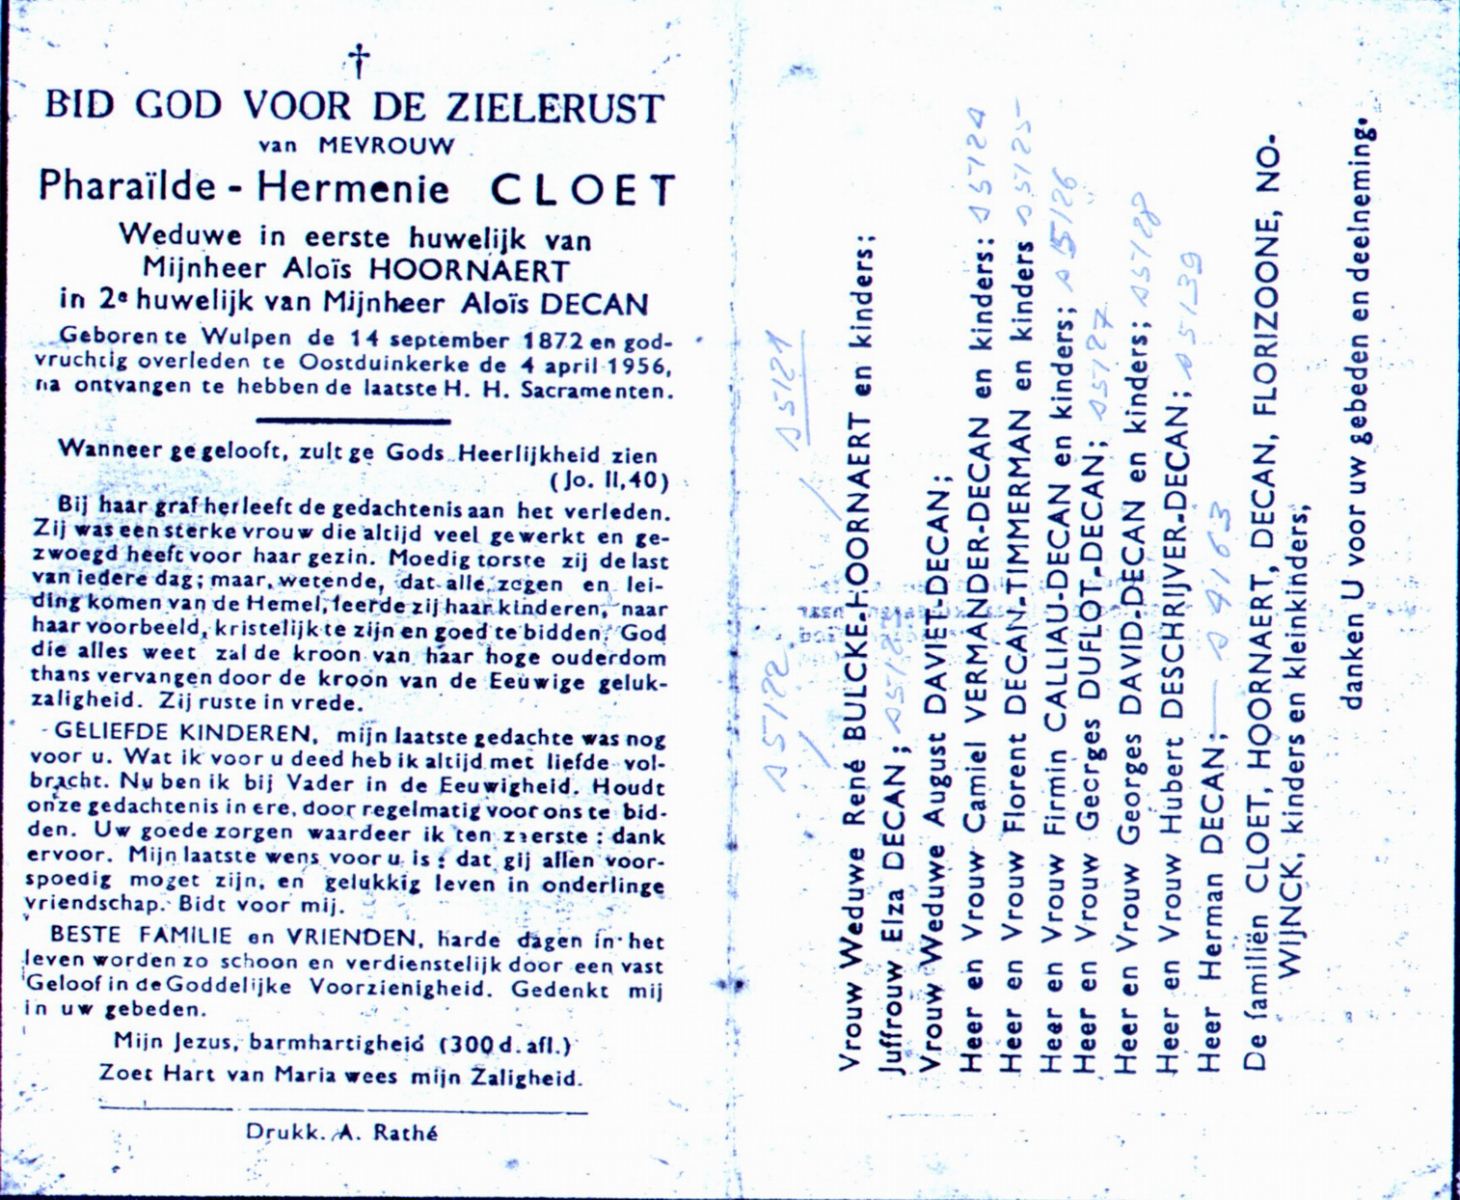 †
BID GOD VOOR DE ZIELERUST
van MEVROUW
Pharaïlde - Hermenie CLOET
Weduwe in eerste huwelijk van
Mijnheer Aloïs HOORNAERT
in 2e huwelijk van Mijnheer Aloïs DECAN
Geboren te Wulpen de 14 september 1872 en god-
vruchtig overleden te Oostduinkerke de 4 april 1956,
na ontvangen te hebben de laatste H. H. Sacramenten.
Wanneer ge gelooft, zult ge Gods Heerlijkheid zien
(Jo. II,40)
Bij haar graf herleeft de gedachtenis aan het verleden.
Zij was een sterke vrouw die altijd veel gewerkt en ge-
zwoegd heeft voor haar gezin. Moedig torste zij de last
van iedere dag; maar, wetende, dat alle zegen en lei-
ding komen van de Hemel, leerde zij haar kinderen, naar
haar voorbeeld, kristelijk te zijn en goed te bidden. God
die alles weet zal de kroon van haar hoge ouderdom
thans vervangen door de kroon van de Eeuwige geluk-
zaligheid. Zij ruste in vrede.
GELIEFDE KINDEREN, mijn laatste gedachte was nog
voor u. Wat ik voor u deed heb ik altijd met liefde vol-
bracht. Nu ben ik bij Vader in de Eeuwigheid. Houdt
onze gedachtenis in ere, door regelmatig voor ons te bid-
den. Uw goede zorgen waardeer ik ten zeerste : dank
ervoor. Mijn laatste wens voor u is : dat gij allen voor-
spoedig moget zijn, en gelukkig leven in onderlinge
vriendschap. Bidt voor mij.
BESTE FAMILIE en VRIENDEN, harde dagen in het
leven worden zo schoon en verdienstelijk door een vast
Geloof in de Goddelijke Voorzienigheid. Gedenkt mij
in uw gebeden.
Mijn Jezus, barmhartigheid (300 d. afl.)
Zoet Hart van Maria wees mijn Zaligheid.
Drukk. A. Rathé
s5122 / s5121
Vrouw Weduwe René BULCKE-HOORNAERT en kinders;
Juffrouw Elza DECAN;
Vrouw Weduwe August DAVIET-DECAN;
Heer en Vrouw Camiel VERMANDER-DECAN en kinders: s5124
Heer en Vrouw Florent DECAN-TIMMERMAN en kinders s5125
Heer en Vrouw Firmin CALLIAU-DECAN en kinders; s5126
Heer en Vrouw Georges DUFLOT-DECAN; s5127
Heer en Vrouw Georges DAVID-DECAN en kinders; s5128
Heer en Vrouw Hubert DESCHRIJVER-DECAN; s5139
Heer Herman DECAN; — s4163
De familiën CLOET, HOORNAERT, DECAN, FLORIZOONE, NO-
WIJNCK, kinders en kleinkinders,
danken U voor uw gebeden en deelneming.